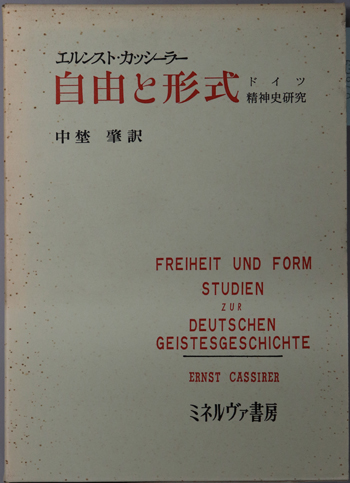 エルンスト・カッシーラー
自由と形式
ドイツ
精神史研究
中埜 肇訳
FREIHEIT UND FORM
STUDIEN
ZUR
DEUTSCHEN
GEISTESGESCHICHTE
ERNST CASSIRER
ミネルヴァ書房